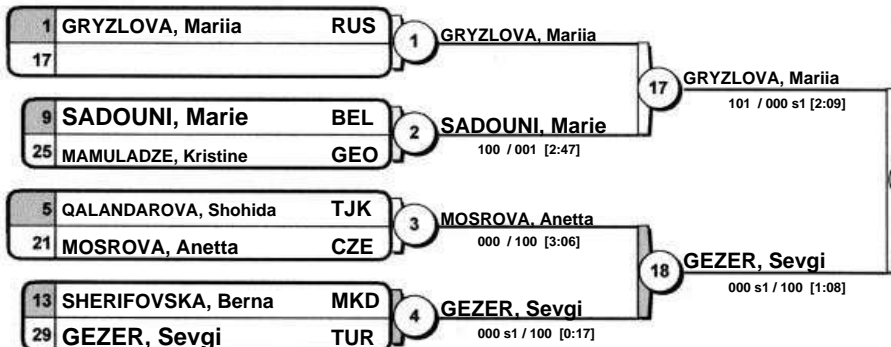 1 GRYZLOVA, Mariia RUS
17
1
GRYZLOVA, Mariia
9 SADOUNI, Marie BEL
25 MAMULADZE, Kristine GEO
2
SADOUNI, Marie
100 / 001 [2:47]
17
GRYZLOVA, Mariia
101 / 000 s1 [2:09]
5 QALANDAROVA, Shohida TJK
21 MOSROVA, Anetta CZE
3
MOSROVA, Anetta
000 / 100 [3:06]
13 SHERIFOVSKA, Berna MKD
29 GEZER, Sevgi TUR
4
GEZER, Sevgi
000 s1 / 100 [0:17]
18
GEZER, Sevgi
000 s1 / 100 [1:08]